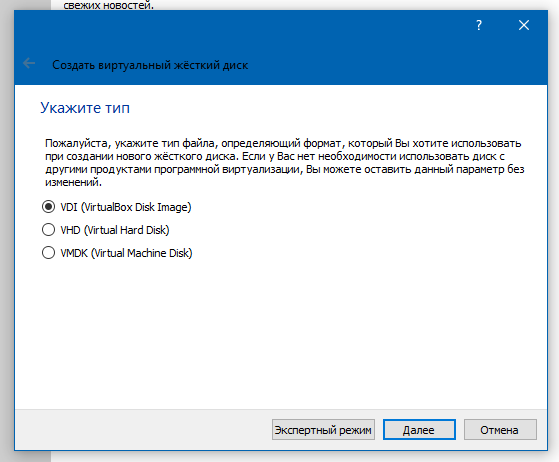 свежих новостей.
?
Создать виртуальный жёсткий диск
Укажите тип
Пожалуйста, укажите тип файла, определяющий формат, который Вы хотите использовать
при создании нового жёсткого диска. Если у Вас нет необходимости использовать диск с
другими продуктами программной виртуализации, Вы можете оставить данный параметр без
изменений.
VDI (VirtualBox Disk Image)
VHD (Virtual Hard Disk)
VMDK (Virtual Machine Disk)
Экспертный режим Далее Отмена